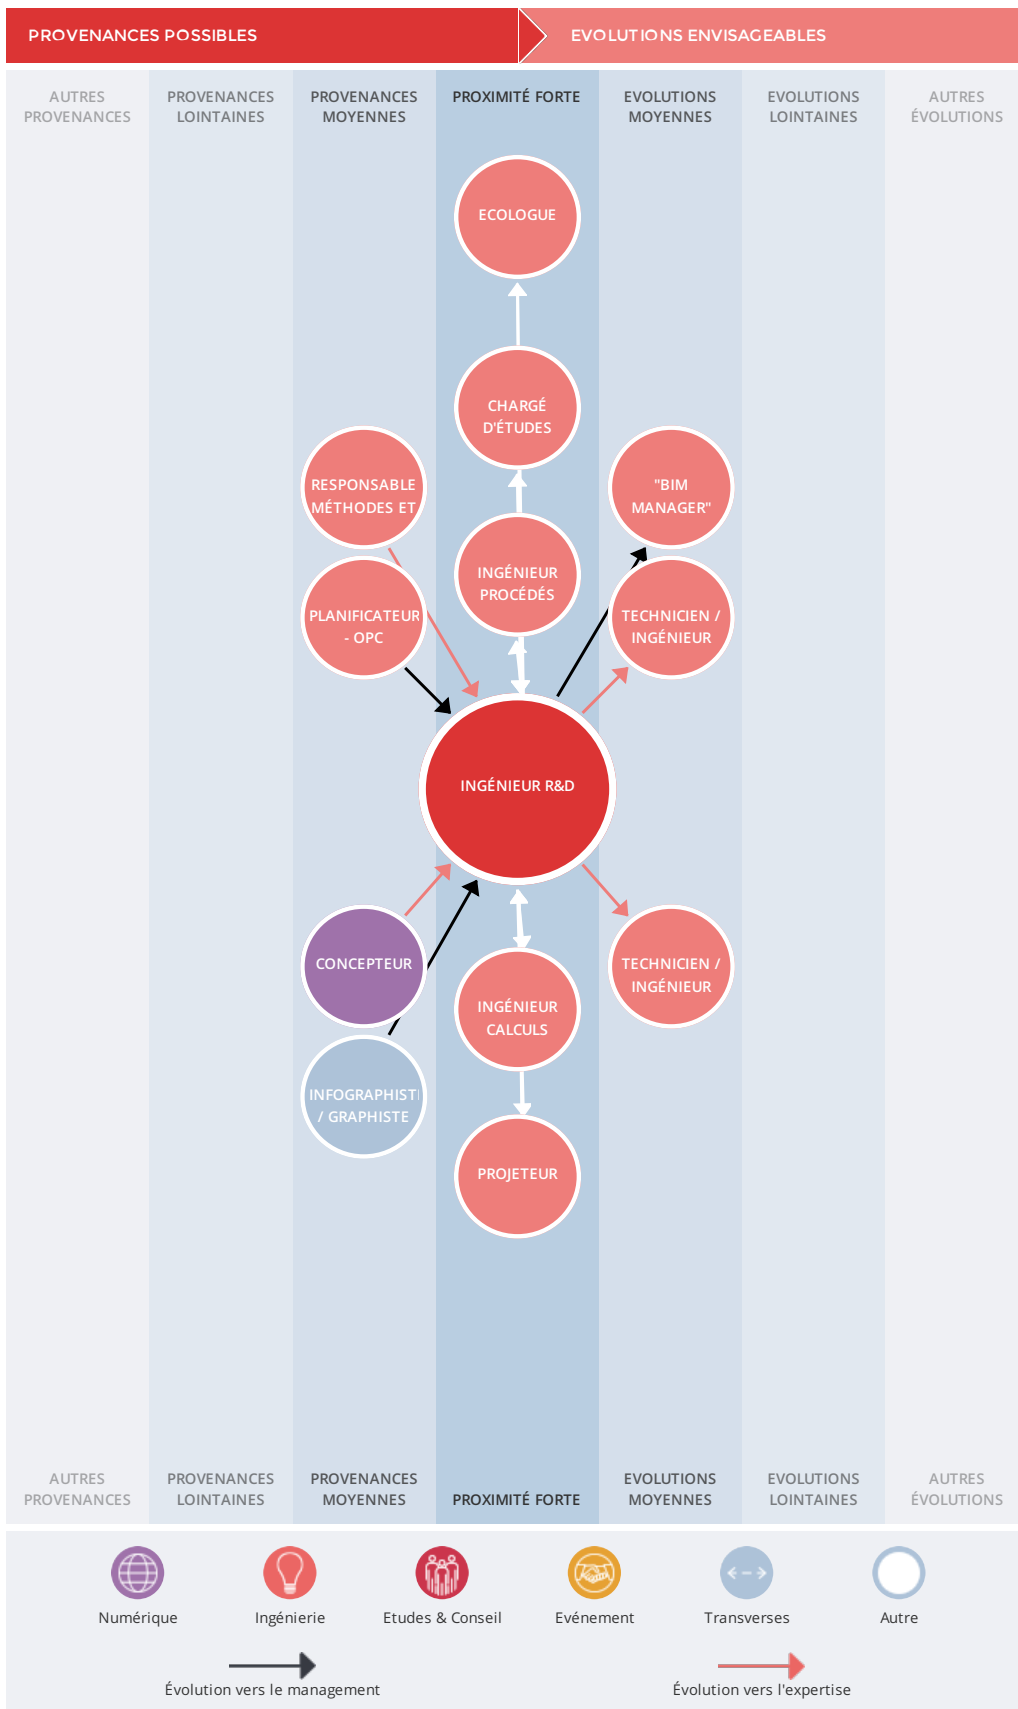 PROVENANCES POSSIBLES
EVOLUTIONS ENVISAGEABLES
AUTRES
PROVENANCES
PROVENANCES
LOINTAINES
PROVENANCES
MOYENNES
PROXIMITÉ FORTE
EVOLUTIONS
MOYENNES
EVOLUTIONS
LOINTAINES
AUTRES
ÉVOLUTIONS
ECOLOGUE
CHARGÉ
D'ÉTUDES
RESPONSABLE
MÉTHODES ET
"BIM
MANAGER"
INGÉNIEUR
PROCÉDÉS
PLANIFICATEUR
- OPC
TECHNICIEN /
INGÉNIEUR
INGÉNIEUR R&D
CONCEPTEUR
TECHNICIEN /
INGÉNIEUR
INGÉNIEUR
CALCULS
INFOGRAPHISTE
/ GRAPHISTE
PROJETEUR
AUTRES
PROVENANCES
PROVENANCES
LOINTAINES
PROVENANCES
MOYENNES
PROXIMITÉ FORTE
EVOLUTIONS
MOYENNES
EVOLUTIONS
LOINTAINES
AUTRES
ÉVOLUTIONS
Numérique
Ingénierie
Etudes & Conseil
Evénement
Transverses
Autre
Évolution vers le management
Évolution vers l'expertise